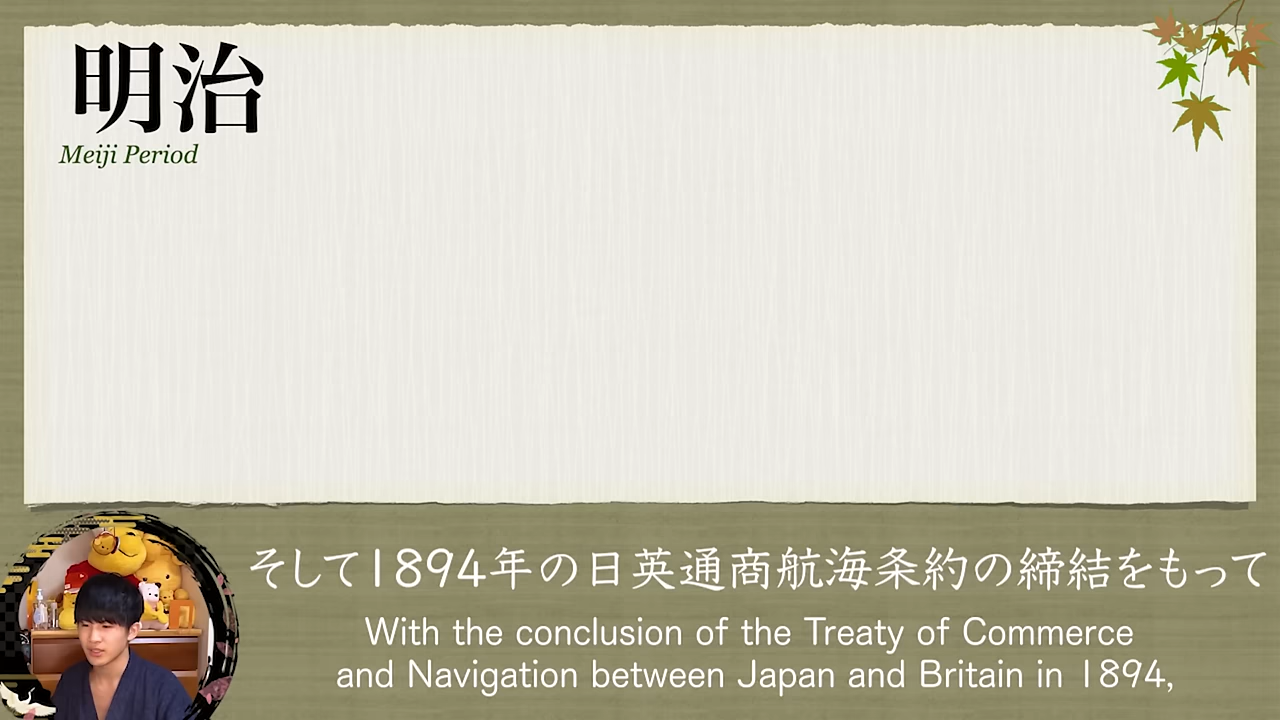 明治
Meiji Period
そして1894年の日英通商航海条約の締結をもって
With the conclusion of the Treaty of Commerce
and Navigation between Japan and Britain in 1894,